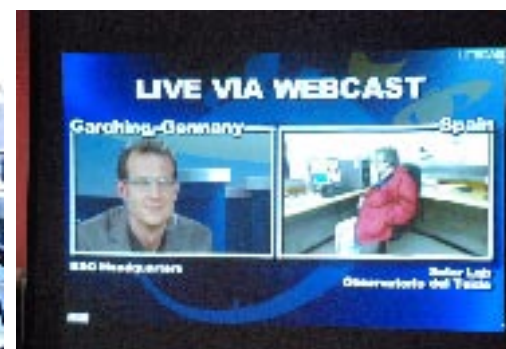 LIVE VIA WEBCAST
Garching, Germany
Spain
ESO Headquarters
Solar Lab
Observatorio del Teide